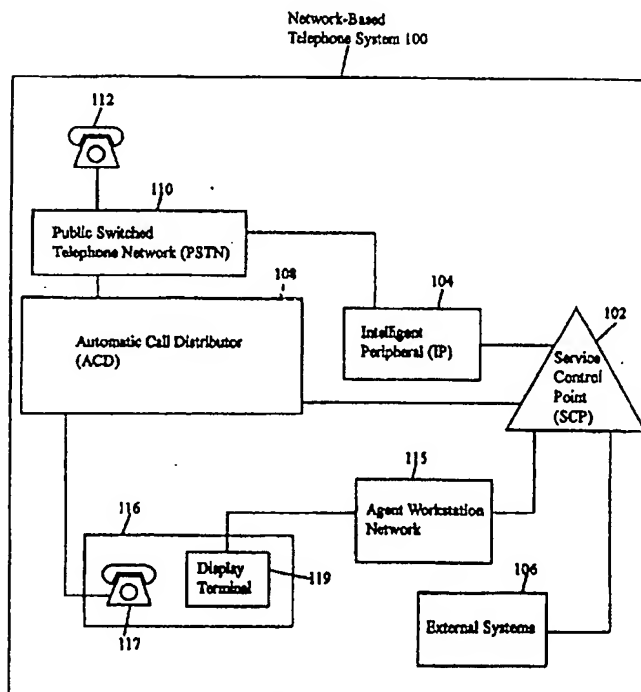 Network-Based
Telephone System 100
112
110
Public Switched
Telephone Network (PSTN)
108
Automatic Call Distributor
(ACD)
104
Intelligent
Peripheral (IP)
102
Service
Control
Point
(SCP)
115
Agent Workstation
Network
116
Display
Terminal
119
117
106
External Systems